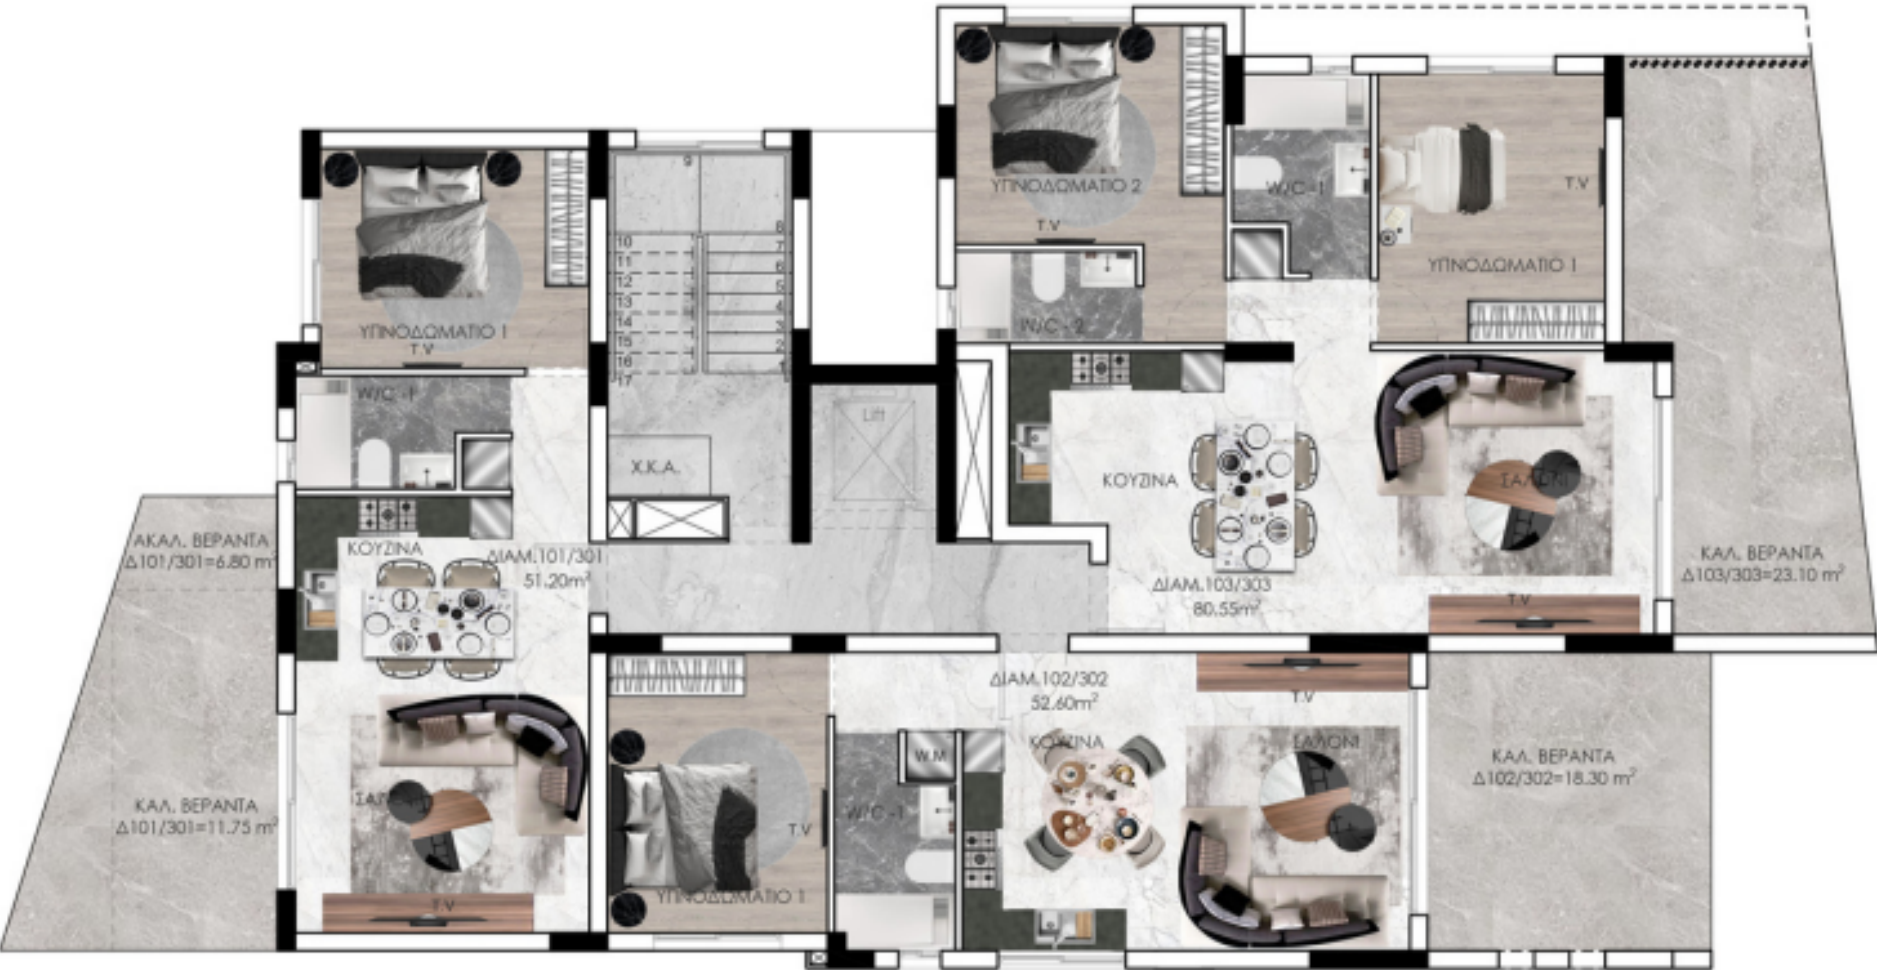 ΥΠΝΟΔΩΜΑΤΙΟ 1
T.V
W/C -1
ΑΚΑΛ. ΒΕΡΑΝΤΑ
Δ101/301=6.80 m²
ΚΟΥΖΙΝΑ
ΔΙΑΜ.101/301
51.20m²
ΚΑΛ. ΒΕΡΑΝΤΑ
Δ101/301=11.75 m²
T.V
9
8
7
6
5
4
3
2
1
10
11
12
13
14
15
16
17
Lift
Χ.Κ.Α.
ΥΠΝΟΔΩΜΑΤΙΟ 2
T.V
W/C - 2
W/C -1
T.V
ΥΠΝΟΔΩΜΑΤΙΟ 1
ΚΟΥΖΙΝΑ
ΣΑΛΟΝΙ
ΔΙΑΜ.103/303
80.55m²
T.V
ΚΑΛ. ΒΕΡΑΝΤΑ
Δ103/303=23.10 m²
ΔΙΑΜ.102/302
52.60m²
T.V
ΚΟΥΖΙΝΑ
ΣΑΛΟΝΙ
W.M
W/C -1
T.V
ΥΠΝΟΔΩΜΑΤΙΟ 1
ΚΑΛ. ΒΕΡΑΝΤΑ
Δ102/302=18.30 m²